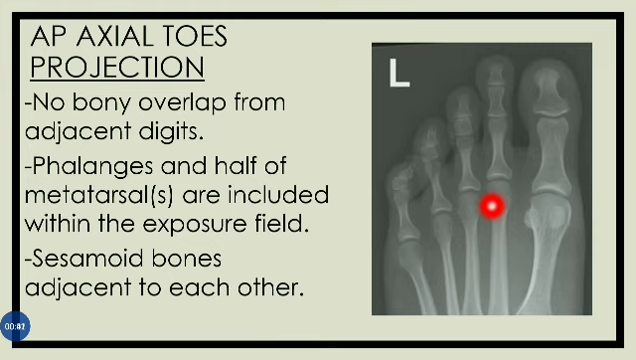 AP AXIAL TOES
PROJECTION
-No bony overlap from
adjacent digits.
-Phalanges and half of
metatarsal(s) are included
within the exposure field.
-Sesamoid bones
adjacent to each other.
L